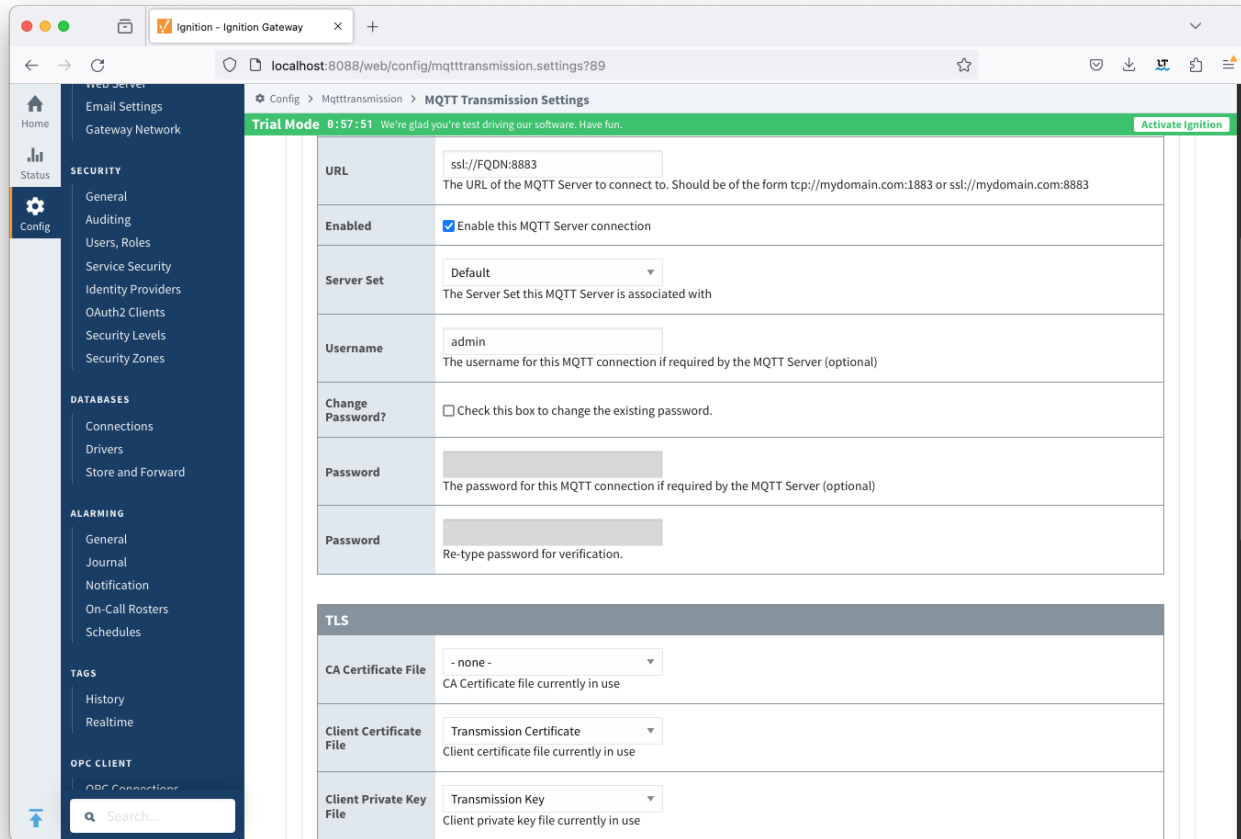 Ignition - Ignition Gateway
localhost:8088/web/config/mqtttransmission.settings?89
Home
Status
Config
Web Server
Email Settings
Gateway Network
SECURITY
General
Auditing
Users, Roles
Service Security
Identity Providers
OAuth2 Clients
Security Levels
Security Zones
DATABASES
Connections
Drivers
Store and Forward
ALARMING
General
Journal
Notification
On-Call Rosters
Schedules
TAGS
History
Realtime
OPC CLIENT
OPC Connections
Search...
Config > Mqtttransmission > MQTT Transmission Settings
Trial Mode 0:57:51 We're glad you're test driving our software. Have fun. Activate Ignition
URL
ssl://FQDN:8883
The URL of the MQTT Server to connect to. Should be of the form tcp://mydomain.com:1883 or ssl://mydomain.com:8883
Enabled
Enable this MQTT Server connection
Server Set
Default
The Server Set this MQTT Server is associated with
Username
admin
The username for this MQTT connection if required by the MQTT Server (optional)
Change
Password?
Check this box to change the existing password.
Password
The password for this MQTT connection if required by the MQTT Server (optional)
Password
Re-type password for verification.
TLS
CA Certificate File
- none -
CA Certificate file currently in use
Client Certificate
File
Transmission Certificate
Client certificate file currently in use
Client Private Key
File
Transmission Key
Client private key file currently in use